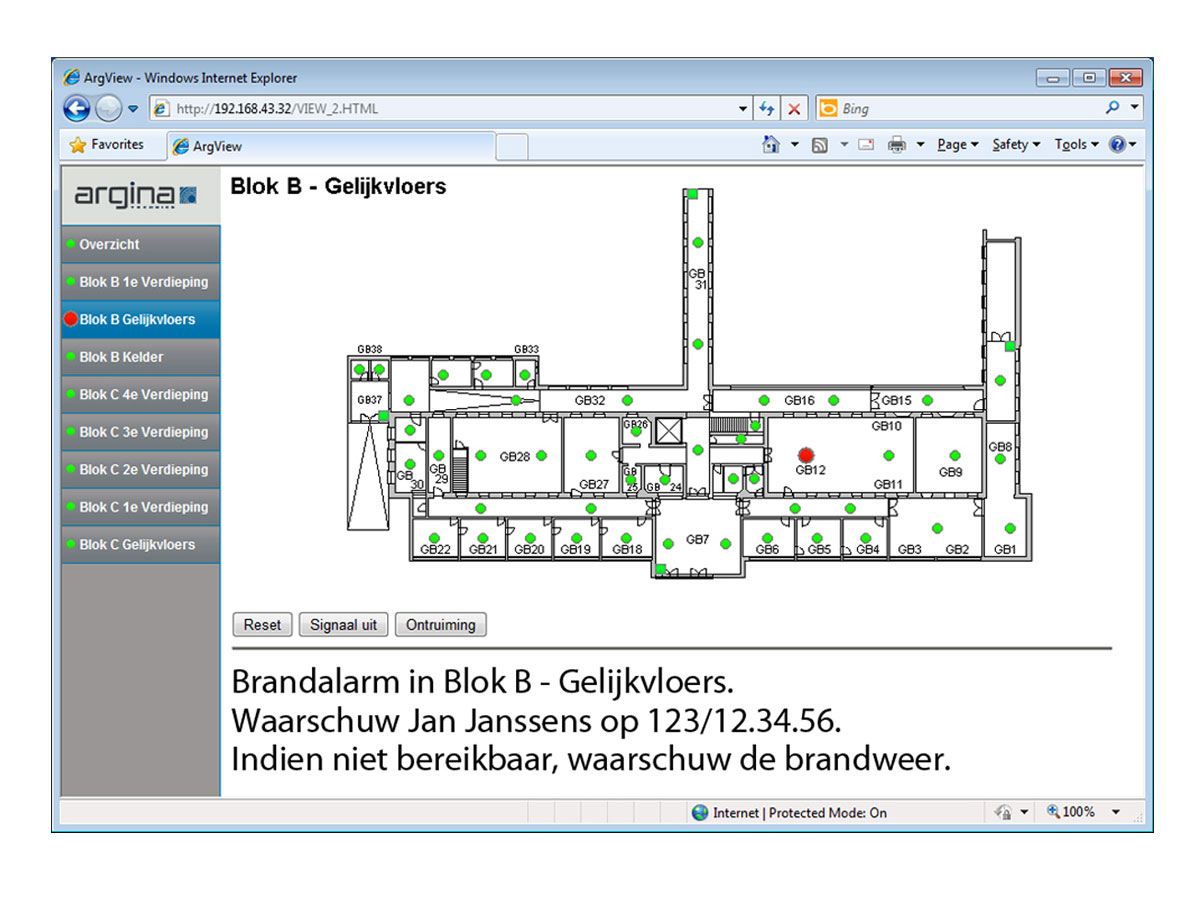 ArgView - Windows Internet Explorer
http://192.168.43.32/VIEW_2.HTML
Bing
Favorites
ArgView
Page
Safety
Tools
argina
Blok B - Gelijkvloers
Overzicht
Blok B 1e Verdieping
Blok B Gelijkvloers
Blok B Kelder
Blok C 4e Verdieping
Blok C 3e Verdieping
Blok C 2e Verdieping
Blok C 1e Verdieping
Blok C Gelijkvloers
GB
31
GB38
GB33
GB37
GB32
GB16
GB15
GB26
GB10
GB28
GB12
GB9
GB8
GB
30
GB
29
GB27
GB
25
GB 24
GB11
GB22
GB21
GB20
GB19
GB18
GB7
GB6
GB5
GB4
GB3
GB2
GB1
Reset
Signaal uit
Ontruiming
Brandalarm in Blok B - Gelijkvloers.
Waarschuw Jan Janssens op 123/12.34.56.
Indien niet bereikbaar, waarschuw de brandweer.
Internet | Protected Mode: On
100%